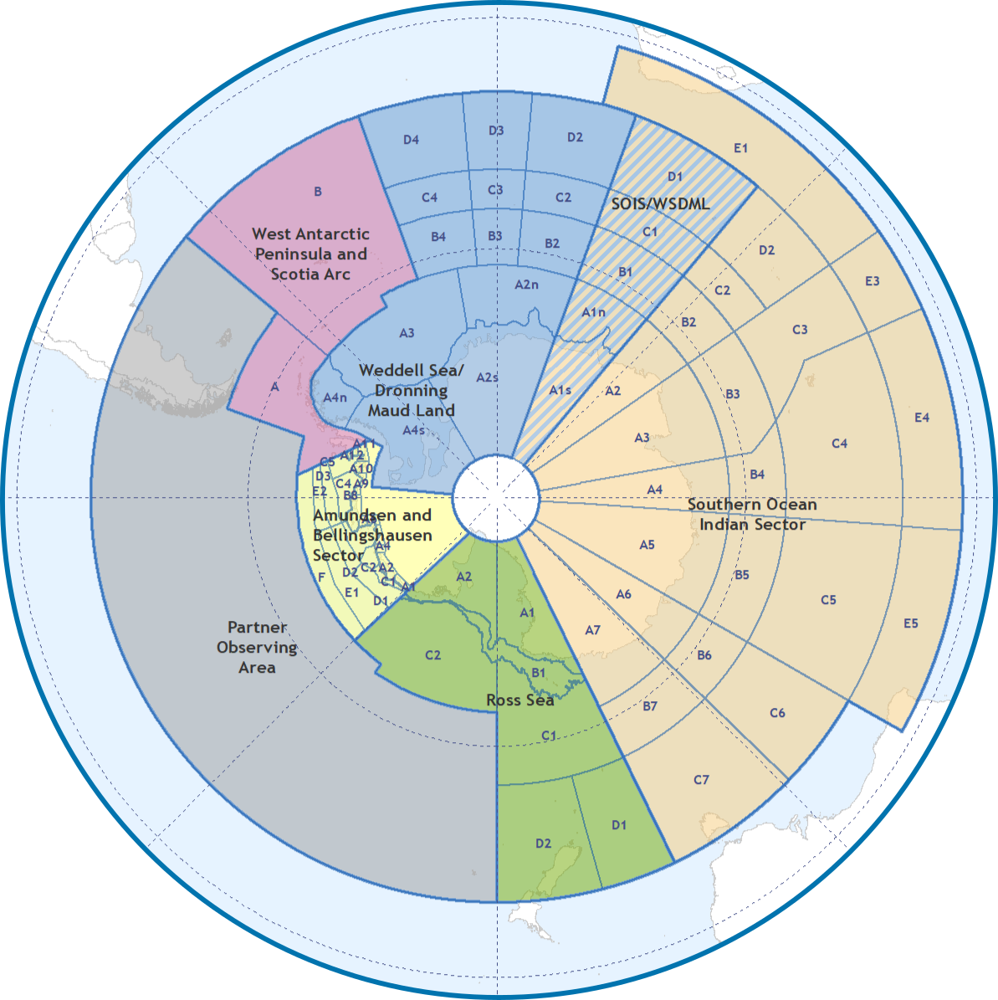 D4
D3
D2
E1
D1
B
C4
C3
C2
SOIS/WSDML
West Antarctic
Peninsula and
Scotia Arc
B4
B3
B2
C1
D2
B1
A2n
C2
E3
A1n
B2
C3
A3
Weddell Sea/
Dronning
Maud Land
A
A4n
A2s
A1s
A2
B3
E4
A4s
A3
C4
A11
A12
C5
A10
D3
C4
A9
E2
B8
A4
B4
Southern Ocean
Indian Sector
Amundsen and
Bellingshausen
Sector
A4
A5
C2
A2
D2
F
C1
A1
E1
D1
A2
B5
A6
C5
A1
A7
E5
Partner
Observing
Area
C2
B6
B1
Ross Sea
B7
C6
C1
C7
D1
D2